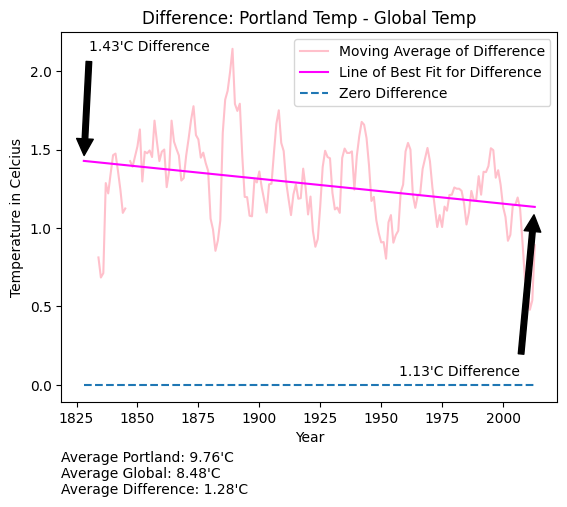 Difference: Portland Temp - Global Temp
1.43'C Difference
Moving Average of Difference
Line of Best Fit for Difference
Zero Difference
Temperature in Celcius
2.0
1.5
1.0
0.5
0.0
1.13'C Difference
1825 1850 1875 1900 1925 1950 1975 2000
Year
Average Portland: 9.76'C
Average Global: 8.48'C
Average Difference: 1.28'C